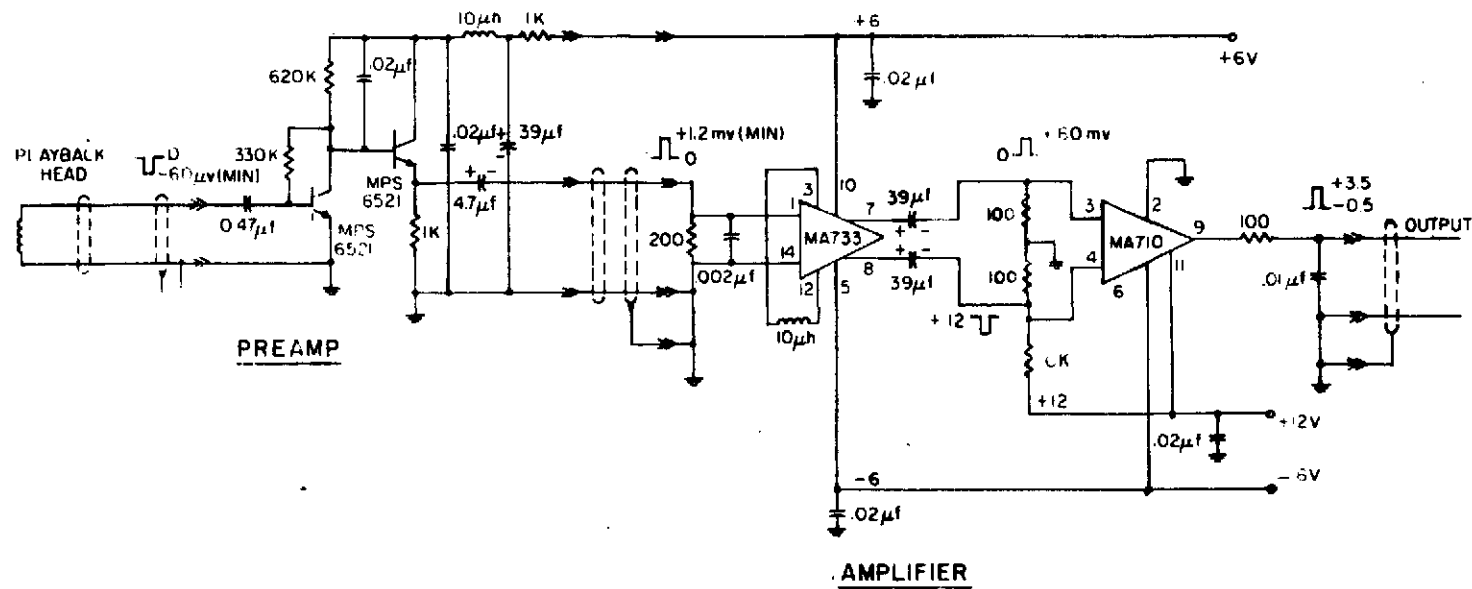 10μh
1K
+6
+6V
620K
.02μf
.02μf
.02μf
39μf
PLAYBACK
HEAD
-60μv(MIN)
330K
0.47μf
MPS
6521
MPS
6521
+ -
4.7μf
1K
+ -
+1.2mv(MIN)
0
200
.002μf
1
3
14
12
10
5
7
8
MA733
10μh
39μf
+ -
+ -
39μf
0
+60mv
100
100
+12
+12
3
4
2
6
9
11
MA710
100
+3.5
-0.5
OUTPUT
.01μf
+12V
.02μf
-6
-6V
.02μf
PREAMP
AMPLIFIER